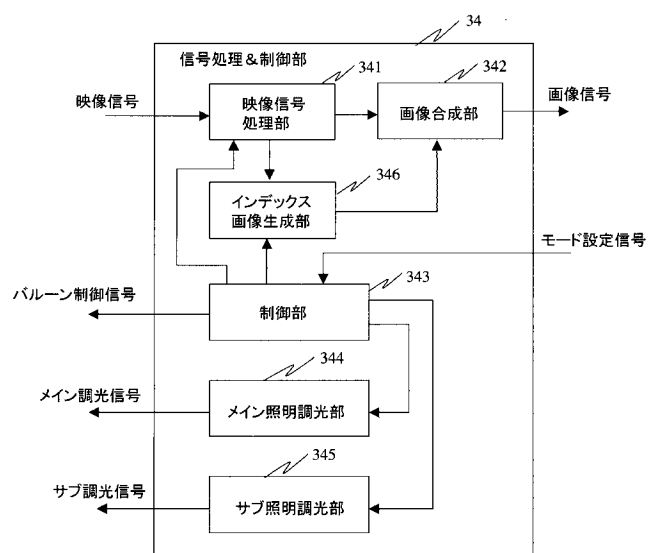 34
信号処理&制御部
341
342
映像信号
映像信号
処理部
画像合成部
画像信号
346
インデックス
画像生成部
モード設定信号
343
バルーン制御信号
制御部
344
メイン調光信号
メイン照明調光部
345
サブ調光信号
サブ照明調光部